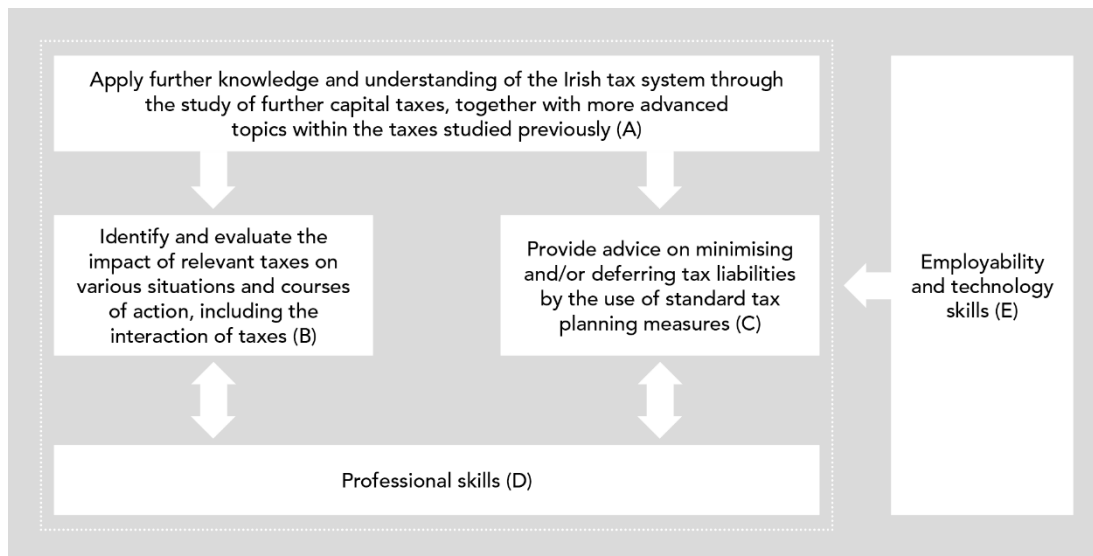 Apply further knowledge and understanding of the Irish tax system through
the study of further capital taxes, together with more advanced
topics within the taxes studied previously (A)
Identify and evaluate the
impact of relevant taxes on
various situations and courses
of action, including the
interaction of taxes (B)
Provide advice on minimising
and/or deferring tax liabilities
by the use of standard tax
planning measures (C)
Employability
and technology
skills (E)
Professional skills (D)